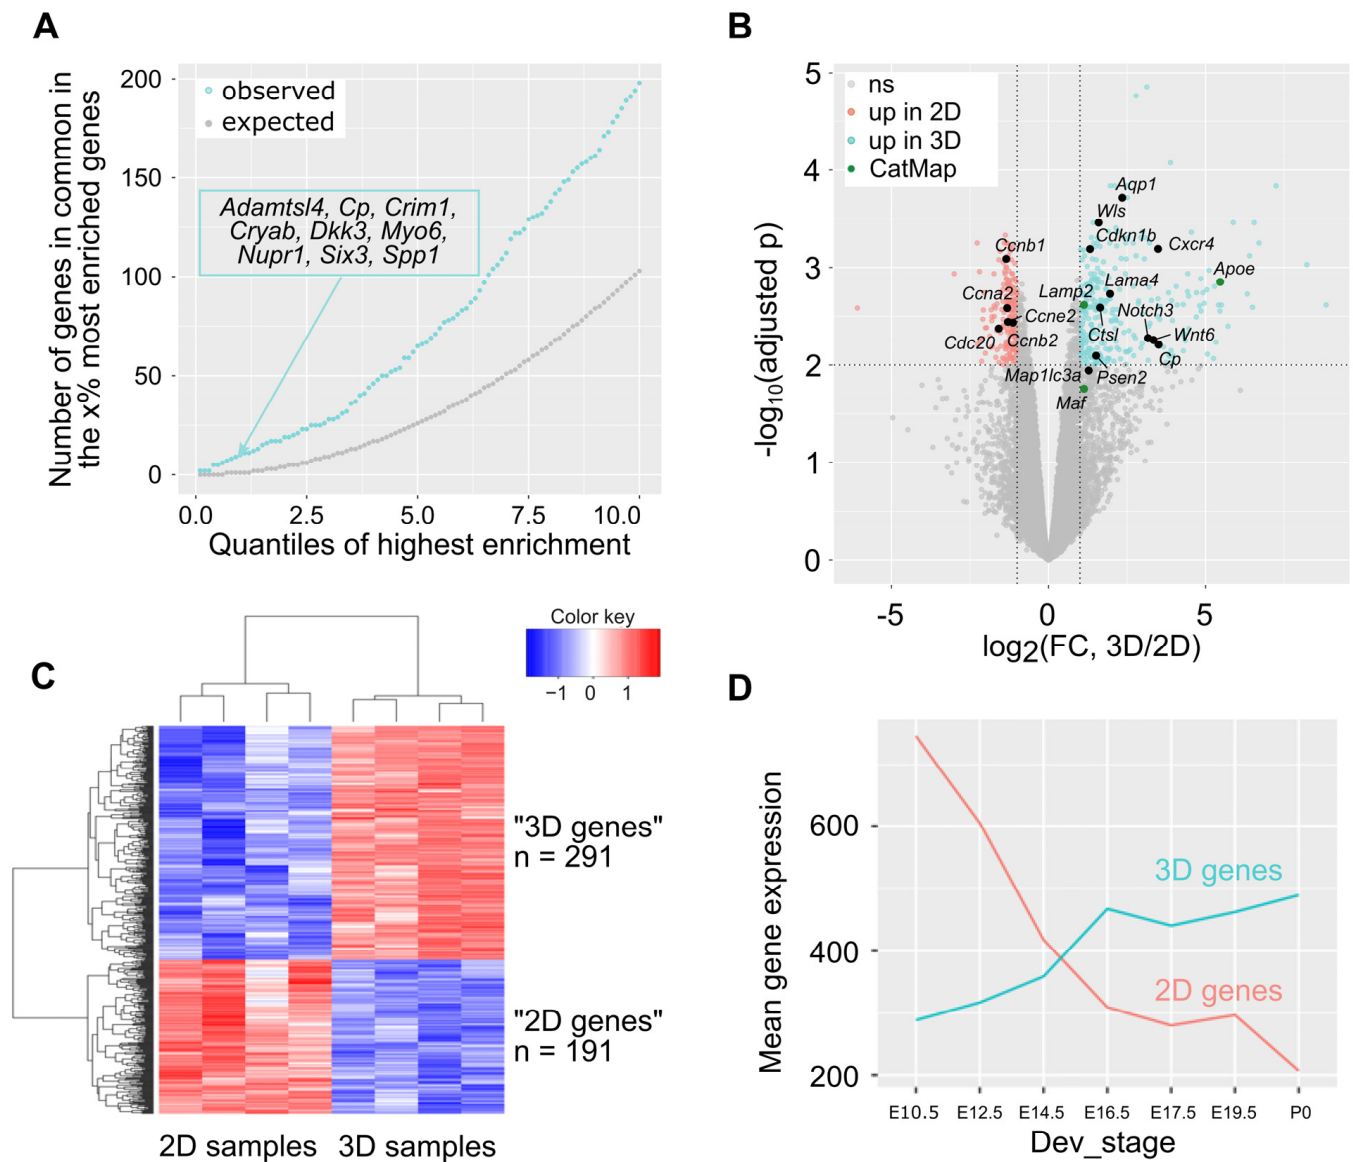 A
Number of genes in common in
the x% most enriched genes
200
150
100
50
0
observed
expected
Adamtsl4, Cp, Crim1,
Cryab, Dkk3, Myo6,
Nupr1, Six3, Spp1
0.0
2.5
5.0
7.5
10.0
Quantiles of highest enrichment
B
-log10(adjusted p)
5
4
3
2
1
0
ns
up in 2D
up in 3D
CatMap
Aqp1
Wls
Cdkn1b
Cxcr4
Ccnb1
Apoe
Ccna2
Lamp2
Lama4
Ccne2
Notch3
Cdc20
Ccnb2
Ctsl
Wnt6
Cp
Map1lc3a
Psen2
Maf
-5
0
5
log2(FC, 3D/2D)
C
Color key
−1
0
1
"3D genes"
n = 291
"2D genes"
n = 191
2D samples
3D samples
D
Mean gene expression
600
400
200
3D genes
2D genes
E10.5
E12.5
E14.5
E16.5
E17.5
E19.5
P0
Dev_stage